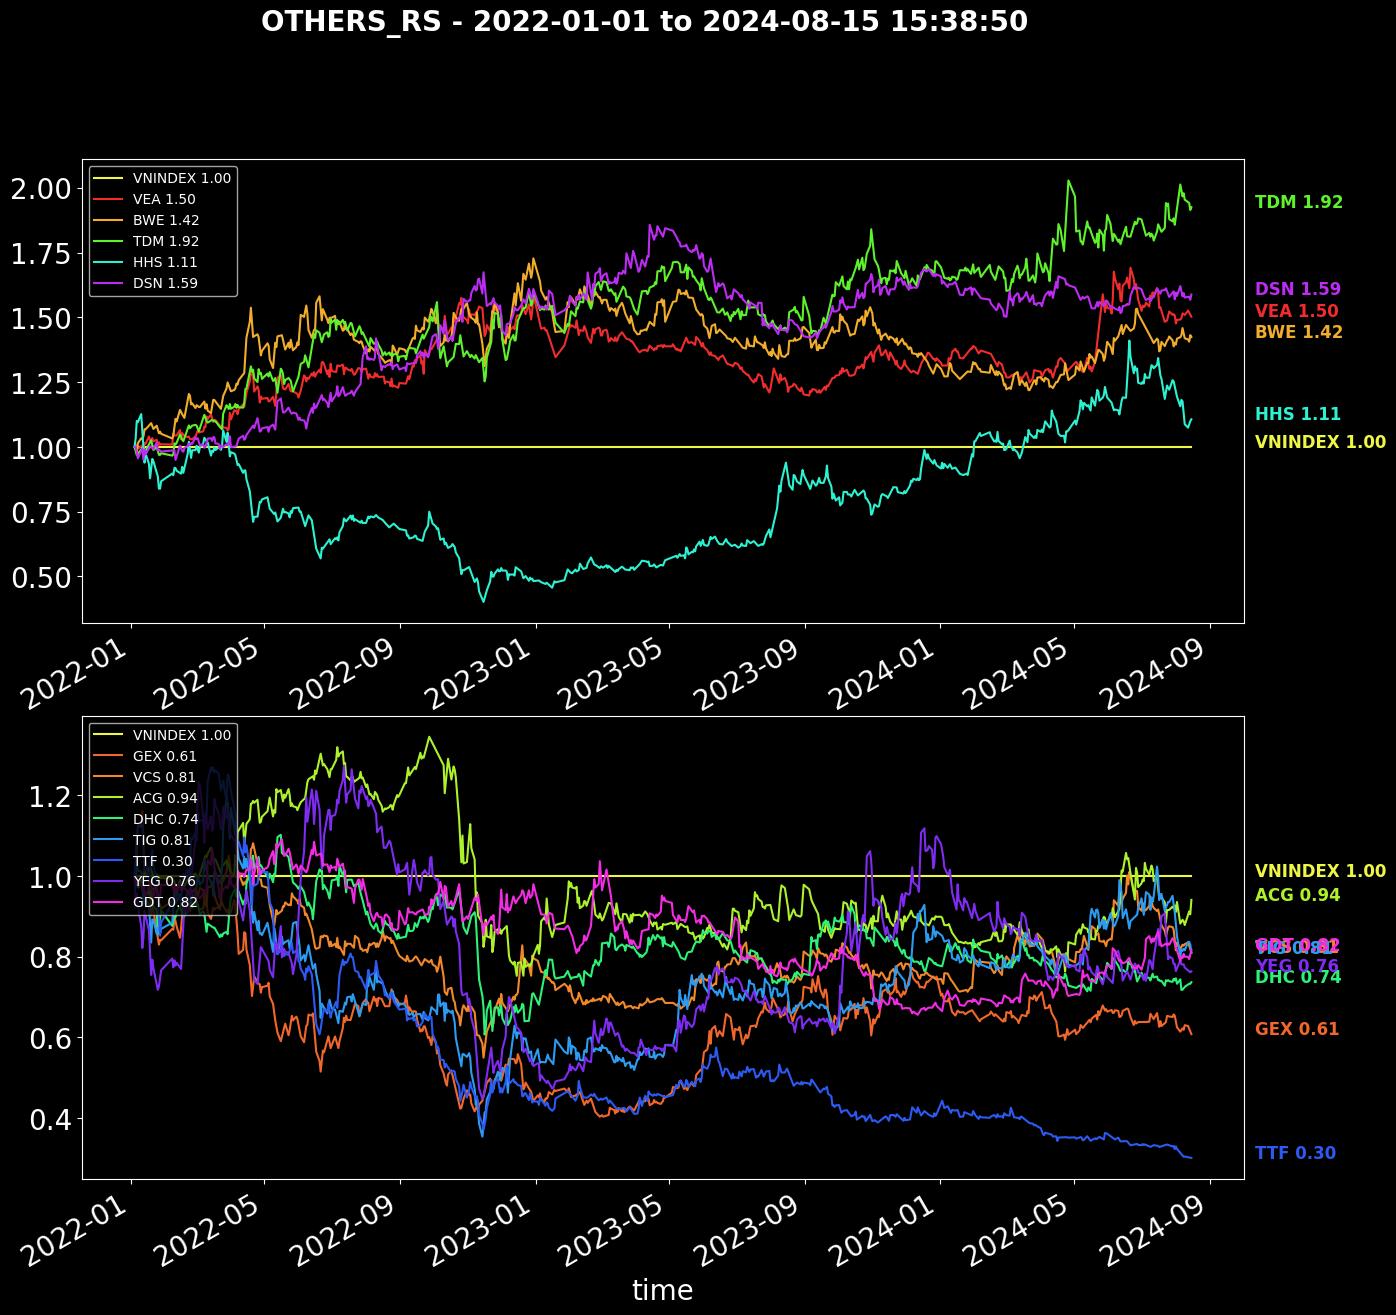 OTHERS_RS - 2022-01-01 to 2024-08-15 15:38:50
2.00
1.75
1.50
1.25
1.00
0.75
0.50
VNINDEX 1.00
VEA 1.50
BWE 1.42
TDM 1.92
HHS 1.11
DSN 1.59
TDM 1.92
DSN 1.59
VEA 1.50
BWE 1.42
HHS 1.11
VNINDEX 1.00
2022-01
2022-05
2022-09
2023-01
2023-05
2023-09
2024-01
2024-05
2024-09
1.2
1.0
0.8
0.6
0.4
VNINDEX 1.00
GEX 0.61
VCS 0.81
ACG 0.94
DHC 0.74
TIG 0.81
TTF 0.30
YEG 0.76
GDT 0.82
VNINDEX 1.00
ACG 0.94
GDT 0.82
YEG 0.76
DHC 0.74
GEX 0.61
TTF 0.30
2022-01
2022-05
2022-09
2023-01
2023-05
2023-09
2024-01
2024-05
2024-09
time